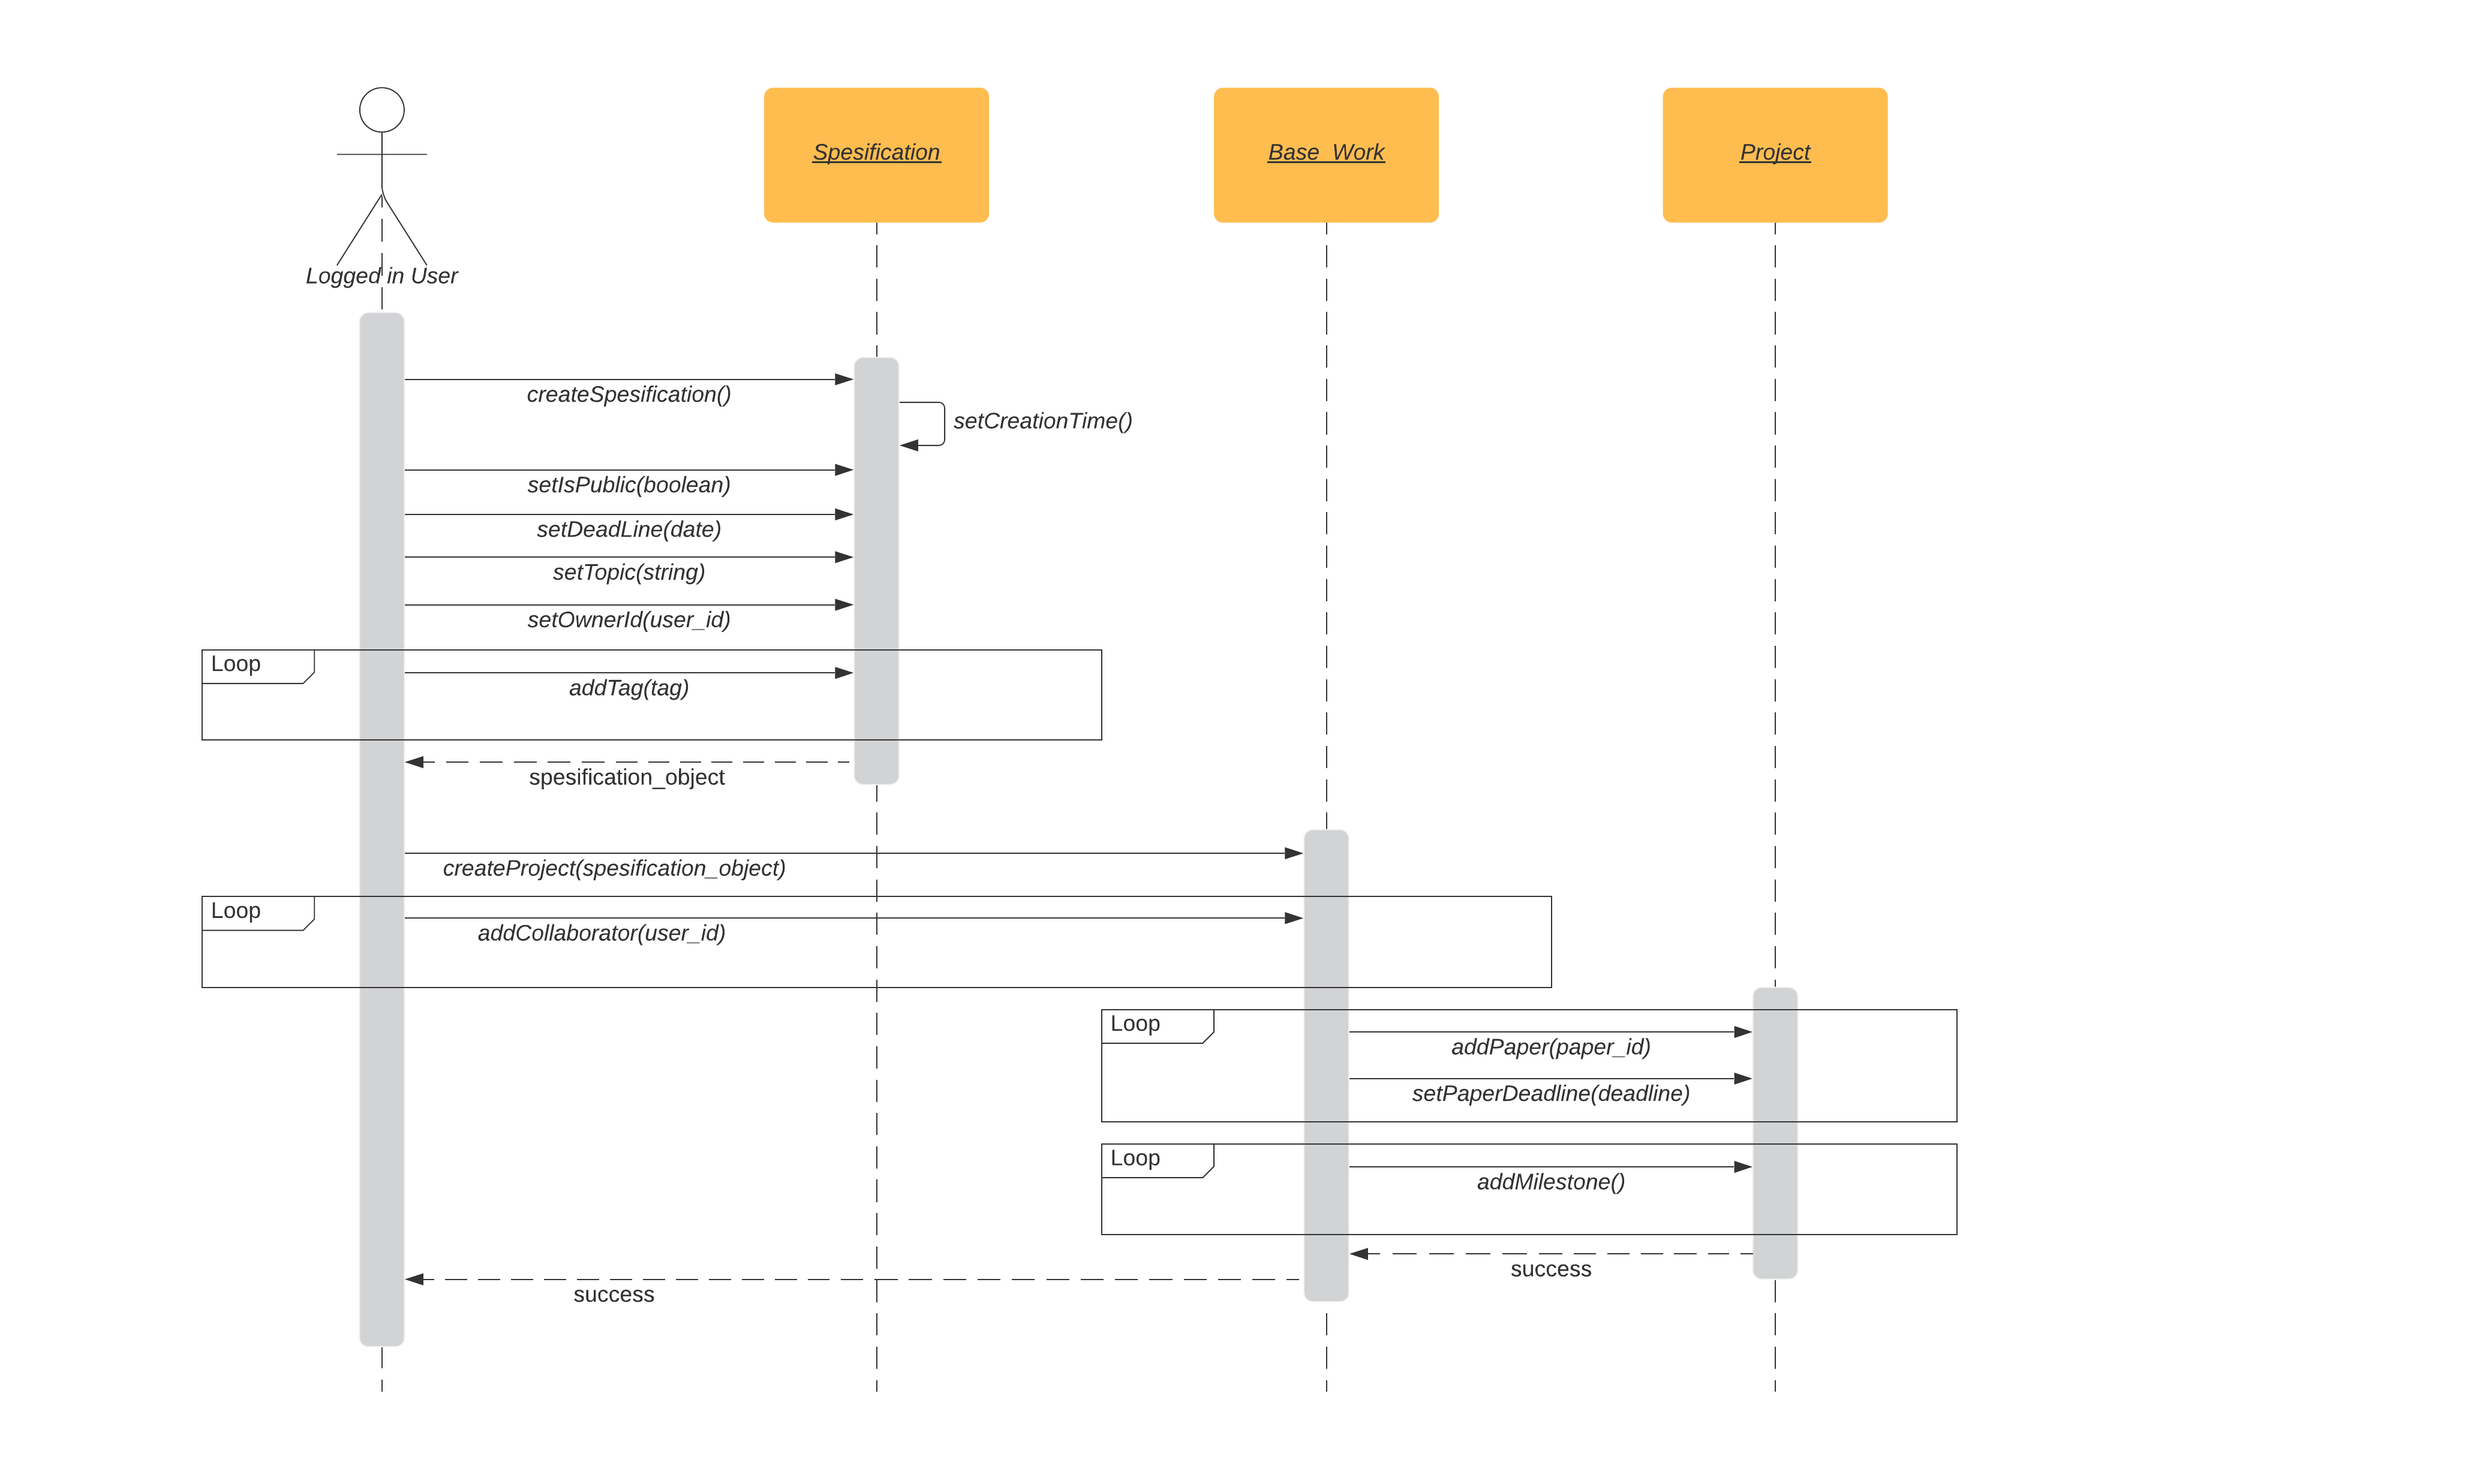 Spesification
Base_Work
Project
Logged in User
createSpesification()
setCreationTime()
setIsPublic(boolean)
setDeadLine(date)
setTopic(string)
setOwnerId(user_id)
Loop
addTag(tag)
spesification_object
createProject(spesification_object)
Loop
addCollaborator(user_id)
Loop
addPaper(paper_id)
setPaperDeadline(deadline)
Loop
addMilestone()
success
success